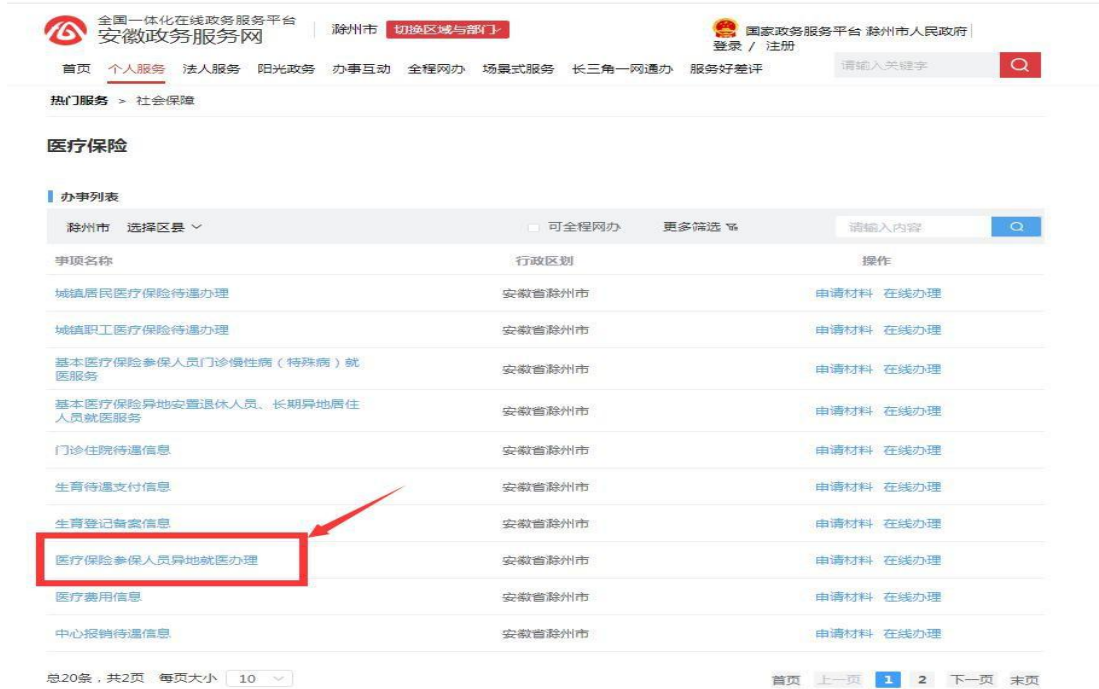 全国一体化在线政务服务平台
安徽政务服务网
滁州市 切换区域与部门
国家政务服务平台 滁州市人民政府
登录 / 注册
首页 个人服务 法人服务 阳光政务 办事互动 全程网办 场景式服务 长三角一网通办 服务好差评 请输入关键字
热门服务 > 社会保障
医疗保险
办事列表
滁州市 选择区县 可全程网办 更多筛选 请输入内容
事项名称 行政区划 操作
城镇居民医疗保险待遇办理 安徽省滁州市 申请材料 在线办理
城镇职工医疗保险待遇办理 安徽省滁州市 申请材料 在线办理
基本医疗保险参保人员门诊慢性病(特殊病)就
医服务 安徽省滁州市 申请材料 在线办理
基本医疗保险异地安置退休人员、长期异地居住
人员就医服务 安徽省滁州市 申请材料 在线办理
门诊住院待遇信息 安徽省滁州市 申请材料 在线办理
生育待遇支付信息 安徽省滁州市 申请材料 在线办理
生育登记备案信息 安徽省滁州市 申请材料 在线办理
医疗保险参保人员异地就医办理 安徽省滁州市 申请材料 在线办理
医疗费用信息 安徽省滁州市 申请材料 在线办理
中心报销待遇信息 安徽省滁州市 申请材料 在线办理
总20条,共2页 每页大小 10 首页 上一页 1 2 下一页 末页